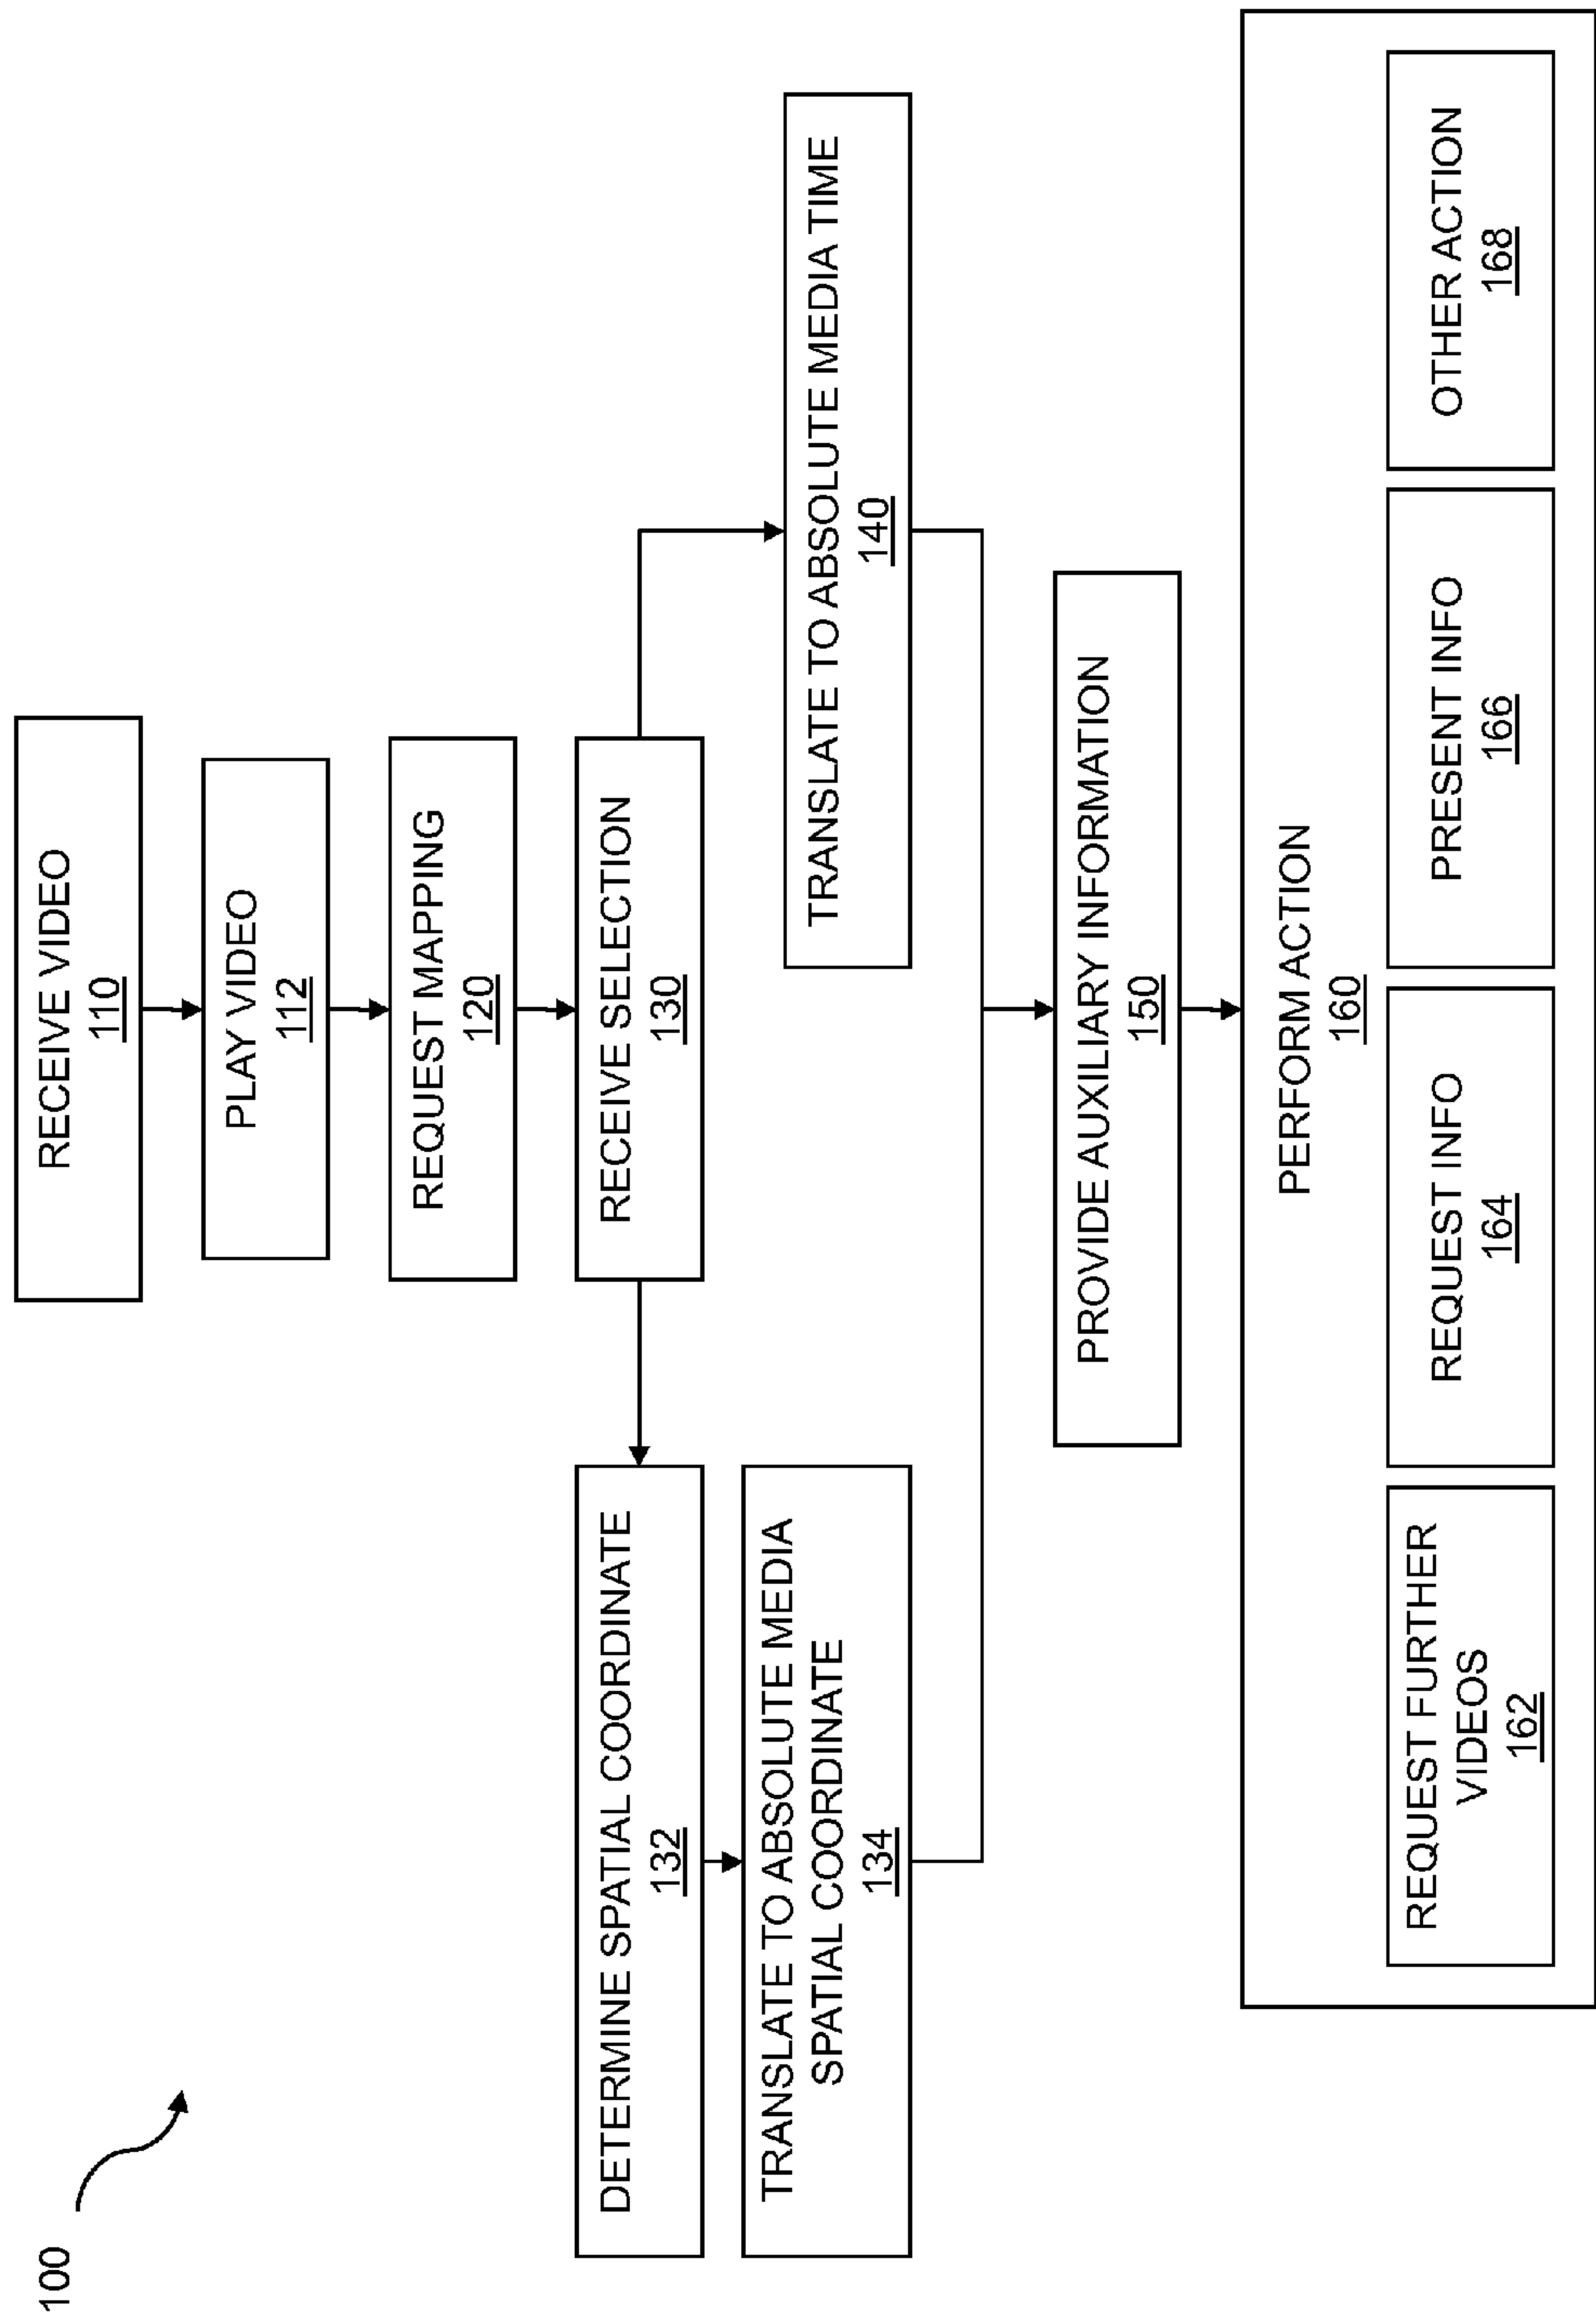 100
RECEIVE VIDEO
110
PLAY VIDEO
112
REQUEST MAPPING
120
RECEIVE SELECTION
130
DETERMINE SPATIAL COORDINATE
132
TRANSLATE TO ABSOLUTE MEDIA
SPATIAL COORDINATE
134
TRANSLATE TO ABSOLUTE MEDIA TIME
140
PROVIDE AUXILIARY INFORMATION
150
PERFORM ACTION
160
REQUEST FURTHER
VIDEOS
162
REQUEST INFO
164
PRESENT INFO
166
OTHER ACTION
168